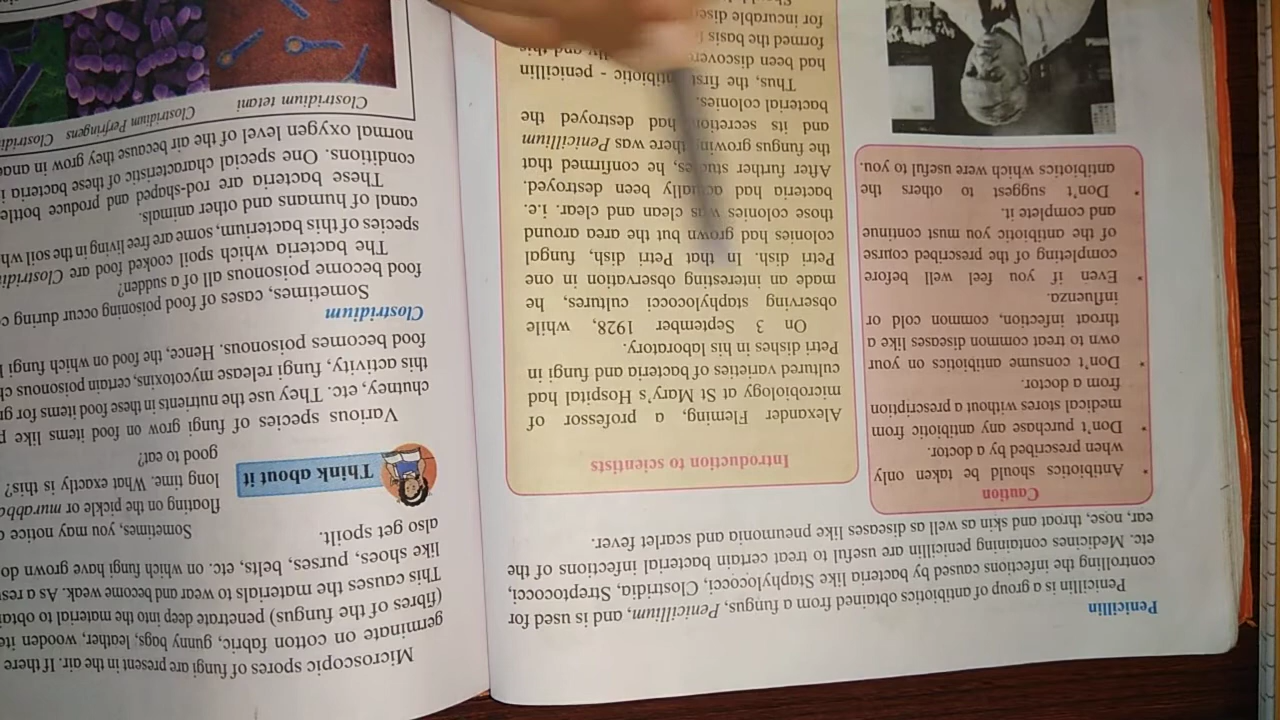 Penicillin
Penicillin is a group of antibiotics obtained from a fungus, Penicillium, and is used for
controlling the infections caused by bacteria like Staphylococci, Clostridia, Streptococci,
etc. Medicines containing penicillin are useful to treat certain bacterial infections of the
ear, nose, throat and skin as well as diseases like pneumonia and scarlet fever.
Caution
• Antibiotics should be taken only
when prescribed by a doctor.
• Don't purchase any antibiotic from
medical stores without a prescription
from a doctor.
• Don't consume antibiotics on your
own to treat common diseases like a
throat infection, common cold or
influenza.
• Even if you feel well before
completing of the prescribed course
of the antibiotic you must continue
and complete it.
• Don't suggest to others the
antibiotics which were useful to you.
Introduction to scientists
Alexander Fleming, a professor of
microbiology at St Mary's Hospital had
cultured varieties of bacteria and fungi in
Petri dishes in his laboratory.
On 3 September 1928, while
observing staphylococci cultures, he
made an interesting observation in one
Petri dish. In that Petri dish, fungal
colonies had grown but the area around
those colonies was clean and clear. i.e.
bacteria had actually been destroyed.
After further studies, he confirmed that
the fungus growing there was Penicillium
and its secretion had destroyed the
bacterial colonies.
Thus, the first antibiotic - penicillin
had been discovered and this
formed the basis
for incurable
Microscopic spores of fungi are present in the air. If there
germinate on cotton fabric, gunny bags, leather, wooden
(fibres of the fungus) penetrate deep into the material to
This causes the materials to wear and become weak. As a
like shoes, purses, belts, etc. on which fungi have grown
also get spoilt.
Think about it
Sometimes, you may notice
floating on the pickle or murabba
long time. What exactly is this?
good to eat?
Various species of fungi grow on food items like
chutney, etc. They use the nutrients in these food items for
this activity, fungi release mycotoxins, certain poisonous
food becomes poisonous. Hence, the food on which fungi
Clostridium
Sometimes, cases of food poisoning occur during
food become poisonous all of a sudden?
The bacteria which spoil cooked food are
species of this bacterium, some are free living in the soil
canal of humans and other animals.
These bacteria are rod-shaped and produce
conditions. One special characteristic of these bacteria
normal oxygen level of the air because they grow in
Clostridium tetani Clostridium Perfringens